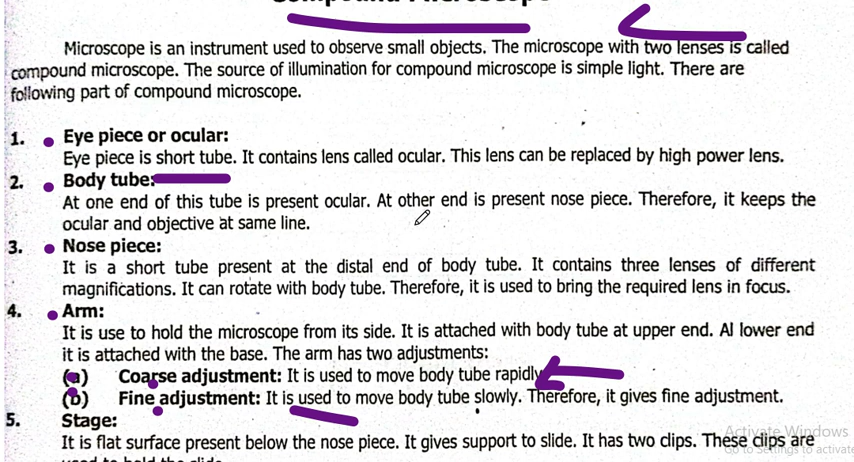 Compound Microscope
Microscope is an instrument used to observe small objects. The microscope with two lenses is called
compound microscope. The source of illumination for compound microscope is simple light. There are
following part of compound microscope.
1. Eye piece or ocular:
Eye piece is short tube. It contains lens called ocular. This lens can be replaced by high power lens.
2. Body tube:
At one end of this tube is present ocular. At other end is present nose piece. Therefore, it keeps the
ocular and objective at same line.
3. Nose piece:
It is a short tube present at the distal end of body tube. It contains three lenses of different
magnifications. It can rotate with body tube. Therefore, it is used to bring the required lens in focus.
4. Arm:
It is use to hold the microscope from its side. It is attached with body tube at upper end. Al lower end
it is attached with the base. The arm has two adjustments:
(a) Coarse adjustment: It is used to move body tube rapidly
(b) Fine adjustment: It is used to move body tube slowly. Therefore, it gives fine adjustment.
5. Stage:
It is flat surface present below the nose piece. It gives support to slide. It has two clips. These clips are
used to hold the slide.
Activate Windows
Go to Settings to activate